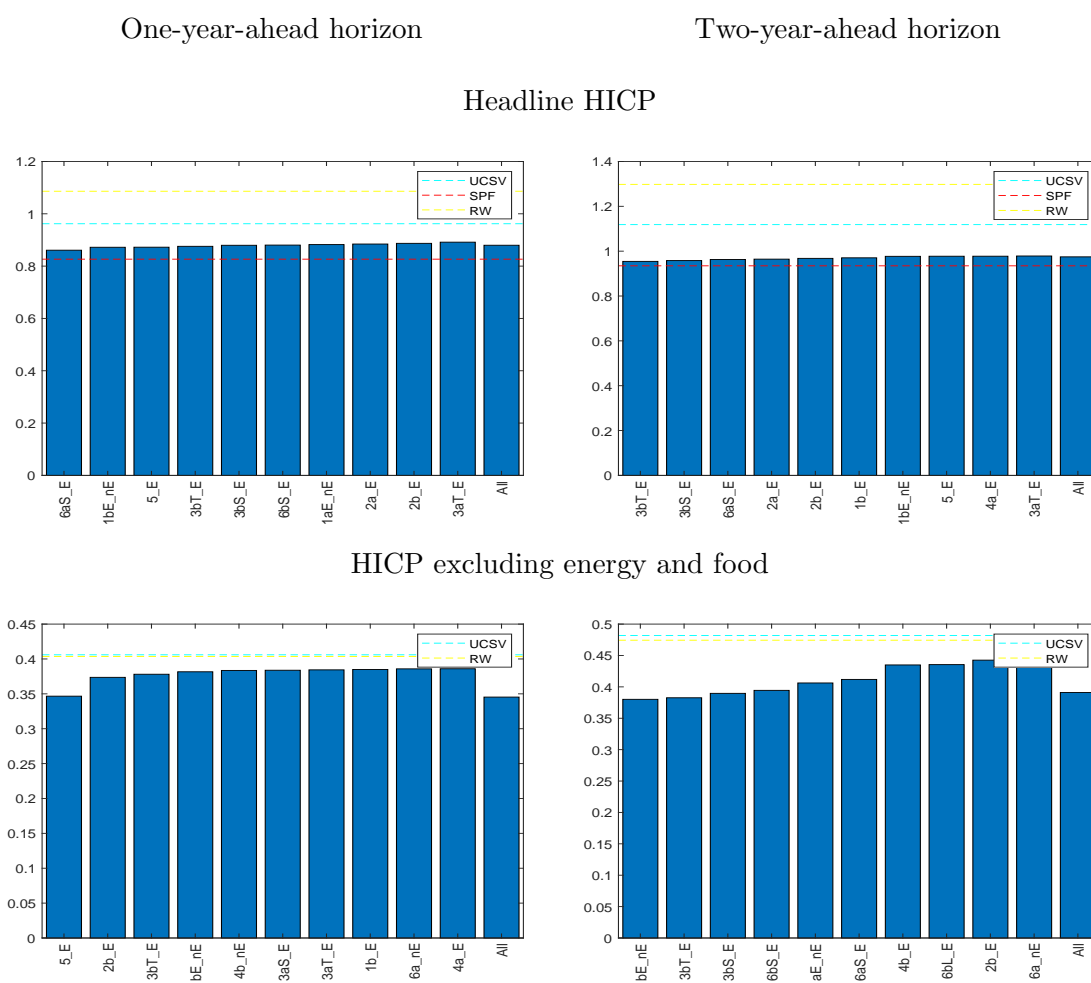 One-year-ahead horizon
Two-year-ahead horizon
Headline HICP
1.2
1
0.8
0.6
0.4
0.2
0
UCSV
SPF
RW
6aS_E
1bE_nE
5_E
3bT_E
3bS_E
6bS_E
1aE_nE
2a_E
2b_E
3aT_E
All
1.4
1.2
1
0.8
0.6
0.4
0.2
0
UCSV
SPF
RW
3bT_E
3bS_E
6aS_E
2a_E
2b_E
1b_E
1bE_nE
5_E
4a_E
3aT_E
All
HICP excluding energy and food
0.45
0.4
0.35
0.3
0.25
0.2
0.15
0.1
0.05
0
UCSV
RW
5_E
2b_E
3bT_E
bE_nE
4b_nE
3aS_E
3aT_E
1b_E
6a_nE
4a_E
All
0.5
0.45
0.4
0.35
0.3
0.25
0.2
0.15
0.1
0.05
0
UCSV
RW
bE_nE
3bT_E
3bS_E
6bS_E
aE_nE
6aS_E
4b_E
6bL_E
2b_E
6a_nE
All